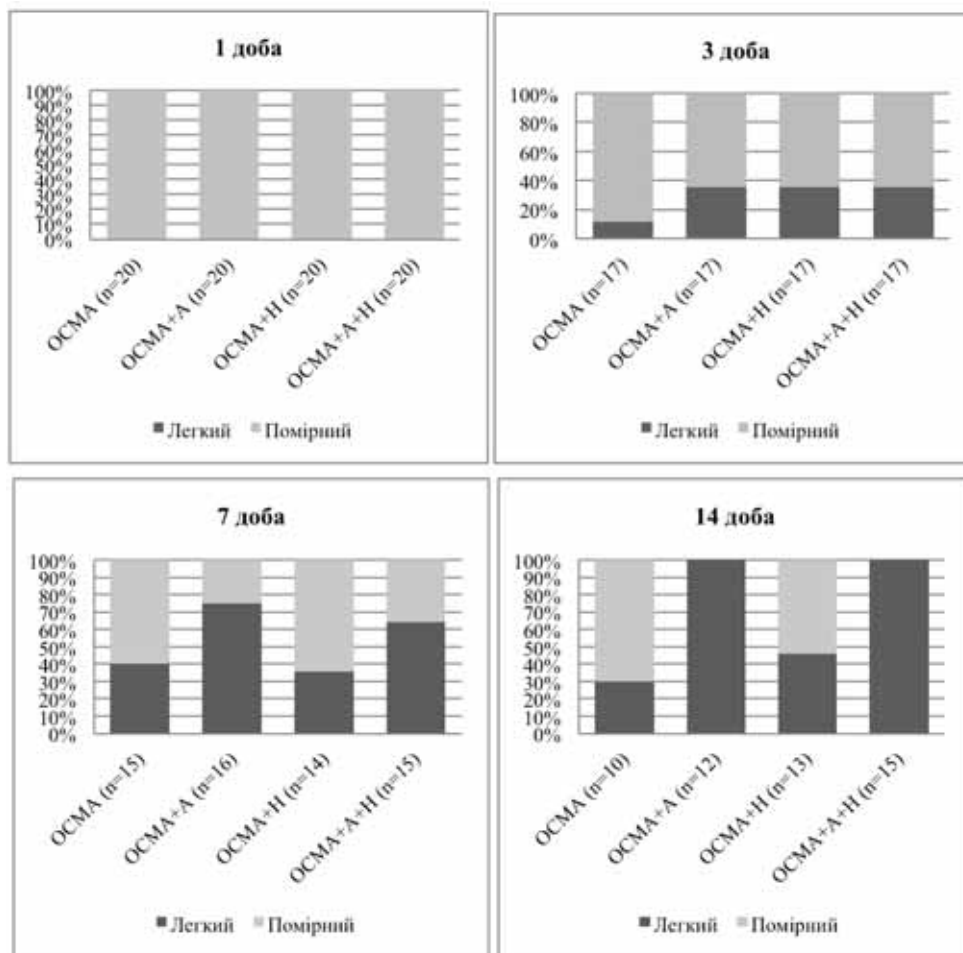 1 доба
100%
90%
80%
70%
60%
50%
40%
30%
20%
10%
0%
ОСМА (n=20)
ОСМА+А (n=20)
ОСМА+Н (n=20)
ОСМА+А+Н (n=20)
Легкий Помірний
3 доба
100%
80%
60%
40%
20%
0%
ОСМА (n=17)
ОСМА+А (n=17)
ОСМА+Н (n=17)
ОСМА+А+Н (n=17)
Легкий Помірний
7 доба
100%
90%
80%
70%
60%
50%
40%
30%
20%
10%
0%
ОСМА (n=15)
ОСМА+А (n=16)
ОСМА+Н (n=14)
ОСМА+А+Н (n=15)
Легкий Помірний
14 доба
100%
90%
80%
70%
60%
50%
40%
30%
20%
10%
0%
ОСМА (n=10)
ОСМА+А (n=12)
ОСМА+Н (n=13)
ОСМА+А+Н (n=15)
Легкий Помірний